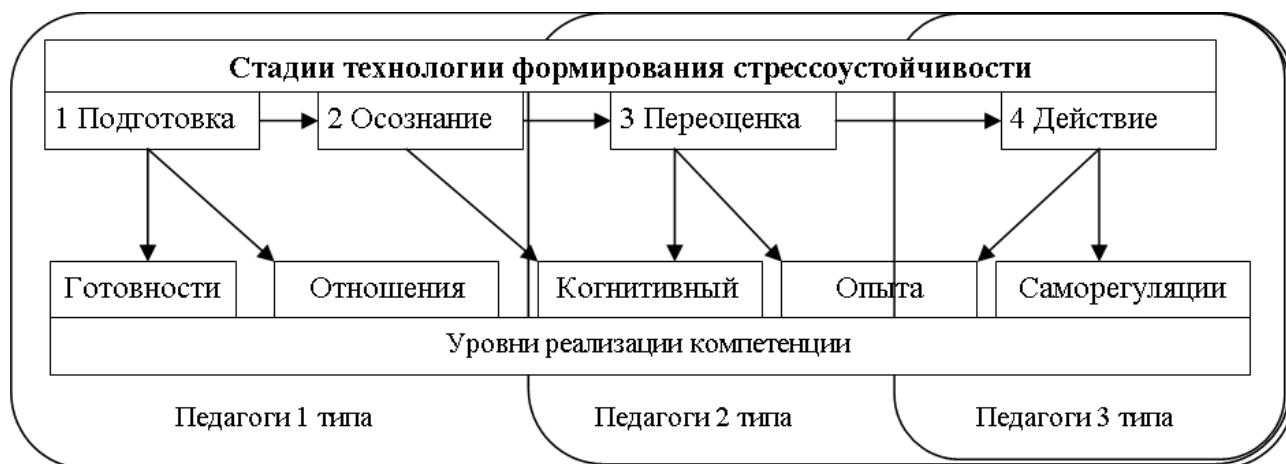 Стадии технологии формирования стрессоустойчивости
1 Подготовка
2 Осознание
3 Переоценка
4 Действие
Готовности
Отношения
Когнитивный
Опыта
Саморегуляции
Уровни реализации компетенции
Педагоги 1 типа
Педагоги 2 типа
Педагоги 3 типа